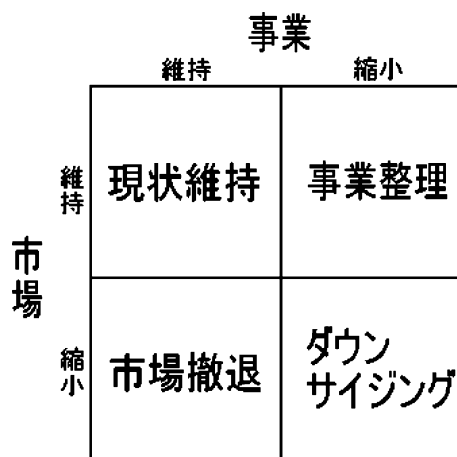 事業
維持 縮小
維持
現状維持 事業整理
市場
縮小
市場撤退 ダウン
サイジング